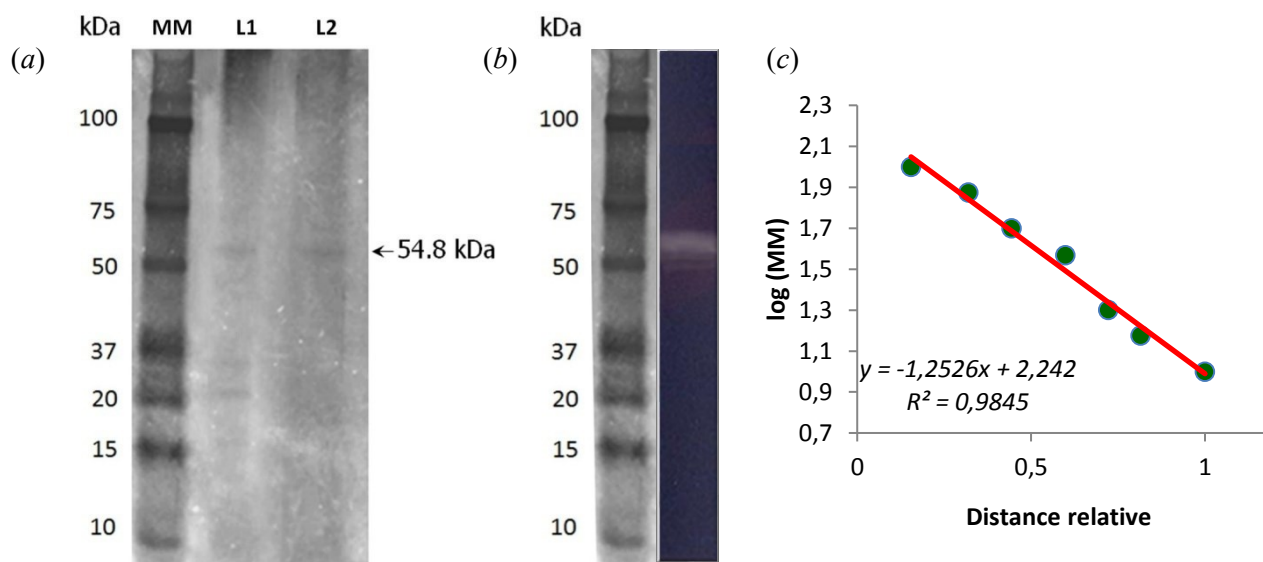 (a)
kDa MM L1 L2
100
75
50
37
20
15
10
←54.8 kDa
(b)
kDa
100
75
50
37
20
15
10
(c)
2,3
2,1
1,9
1,7
1,5
1,3
1,1
0,9
0,7
log (MM)
y = -1,2526x + 2,242
R² = 0,9845
0 0,5 1
Distance relative